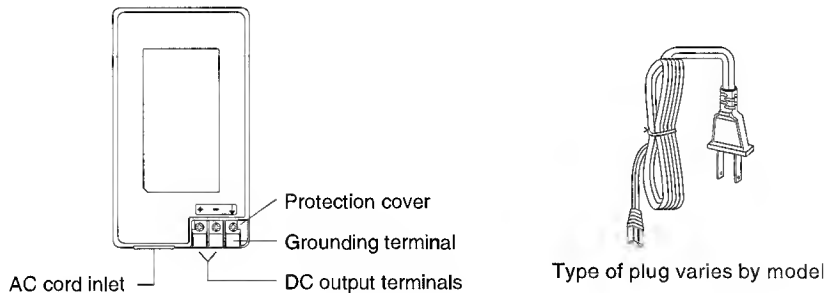 + −
Protection cover
Grounding terminal
AC cord inlet
DC output terminals
Type of plug varies by model